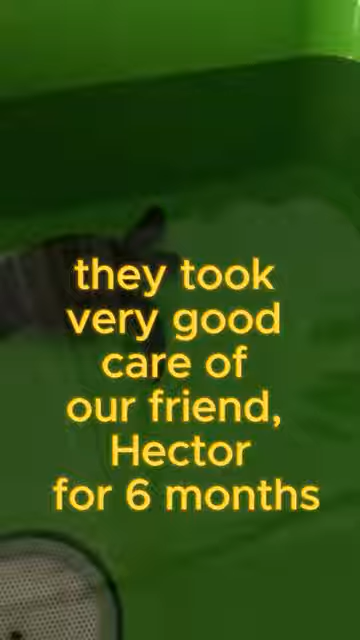 they took
very good
care of
our friend,
Hector
for 6 months